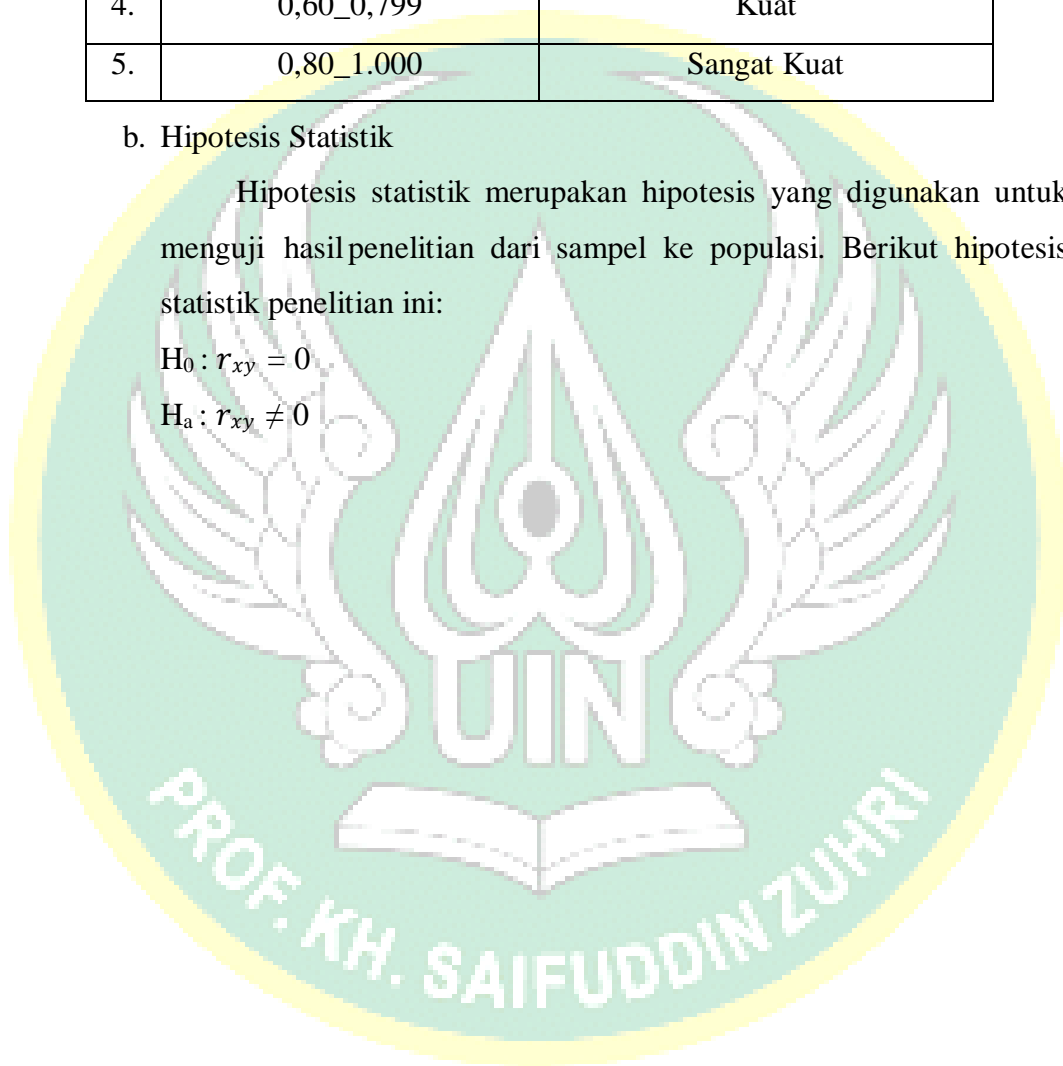 4. 0,60_0,799 Kuat
5. 0,80_1.000 Sangat Kuat
b. Hipotesis Statistik
Hipotesis statistik merupakan hipotesis yang digunakan untuk
menguji hasil penelitian dari sampel ke populasi. Berikut hipotesis
statistik penelitian ini:
H₀ : rₓᵧ = 0
Hₐ : rₓᵧ ≠ 0
UIN
PROF. KH. SAIFUDDIN ZUHRI